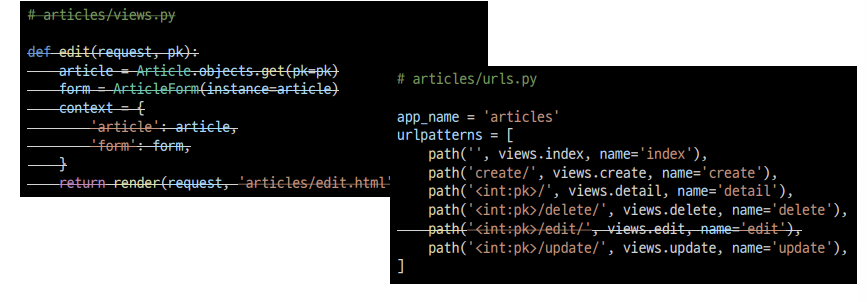 # articles/views.py
def edit(request, pk):
    article = Article.objects.get(pk=pk)
    form = ArticleForm(instance=article)
    context = {
        'article': article,
        'form': form,
    }
    return render(request, 'articles/edit.html'
# articles/urls.py
app_name = 'articles'
urlpatterns = [
    path('', views.index, name='index'),
    path('create/', views.create, name='create'),
    path('<int:pk>/', views.detail, name='detail'),
    path('<int:pk>/delete/', views.delete, name='delete'),
    path('<int:pk>/edit/', views.edit, name='edit'),
    path('<int:pk>/update/', views.update, name='update'),
]